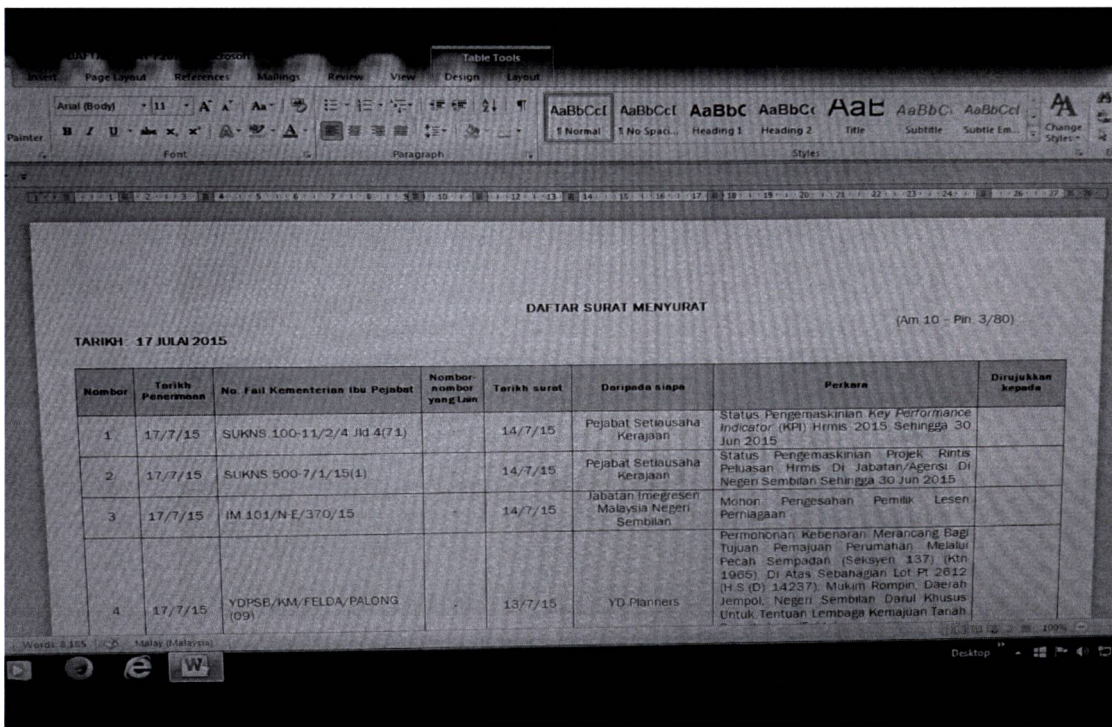 Table Tools
Insert Page Layout References Mailings Review View Design Layout
Arial (Body) 11
AaBbCcI AaBbCcI AaBbC AaBbCc AaB AaBbC AaBbCcI
Painter
Normal No Spaci... Heading 1 Heading 2 Title Subtitle Subtle Em... Change Styles
Font Paragraph Styles
DAFTAR SURAT MENYURAT
(Am 10 - Pin. 3/80)
TARIKH 17 JULAI 2015
Nombor
Tarikh
Penerimaan
No. Fail Kementerian Ibu Pejabat
Nombor-
nombor
yang Lain
Tarikh surat
Daripada siapa
Perkara
Dirujukkan
kepada
1
17/7/15
SUKNS 100-11/2/4 Jld 4(71)
-
14/7/15
Pejabat Setiausaha
Kerajaan
Status Pengemaskinian Key Performance
Indicator (KPI) Hrmis 2015 Sehingga 30
Jun 2015
2
17/7/15
SUKNS 500-7/1/15(1)
-
14/7/15
Pejabat Setiausaha
Kerajaan
Status Pengemaskinian Projek Rintis
Peluasan Hrmis Di Jabatan/Agensi Di
Negeri Sembilan Sehingga 30 Jun 2015
3
17/7/15
IM.101/N-E/370/15
-
14/7/15
Jabatan Imegresen
Malaysia Negeri
Sembilan
Mohon Pengesahan Pemilik Lesen
Perniagaan
4
17/7/15
YDPSB/KM/FELDA/PALONG
(09)
-
13/7/15
YD Planners
Permohonan Kebenaran Merancang Bagi
Tujuan Pemajuan Perumahan Melalui
Pecah Sempadan (Seksyen 137) (Ktn
1965) Di Atas Sebahagian Lot Pt 2612
(H.S.(D) 14237), Mukim Rompin, Daerah
Jempol, Negeri Sembilan Darul Khusus
Untuk Tentuan Lembaga Kemajuan Tanah
Words: 8,185 Malay (Malaysia)
100%
Desktop